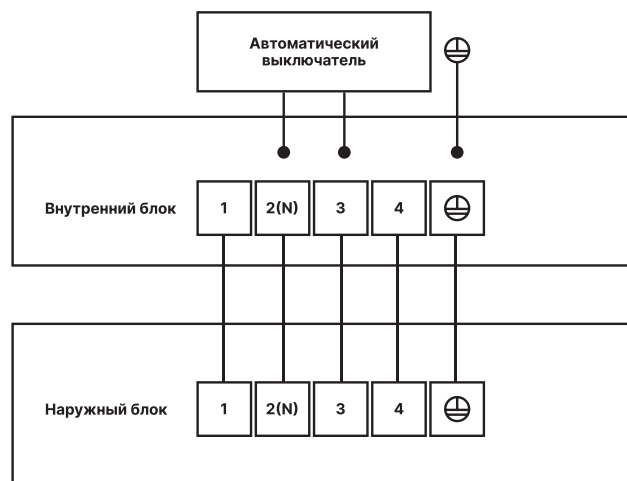 Автоматический
выключатель
Внутренний блок
1 2(N) 3 4
Наружный блок
1 2(N) 3 4